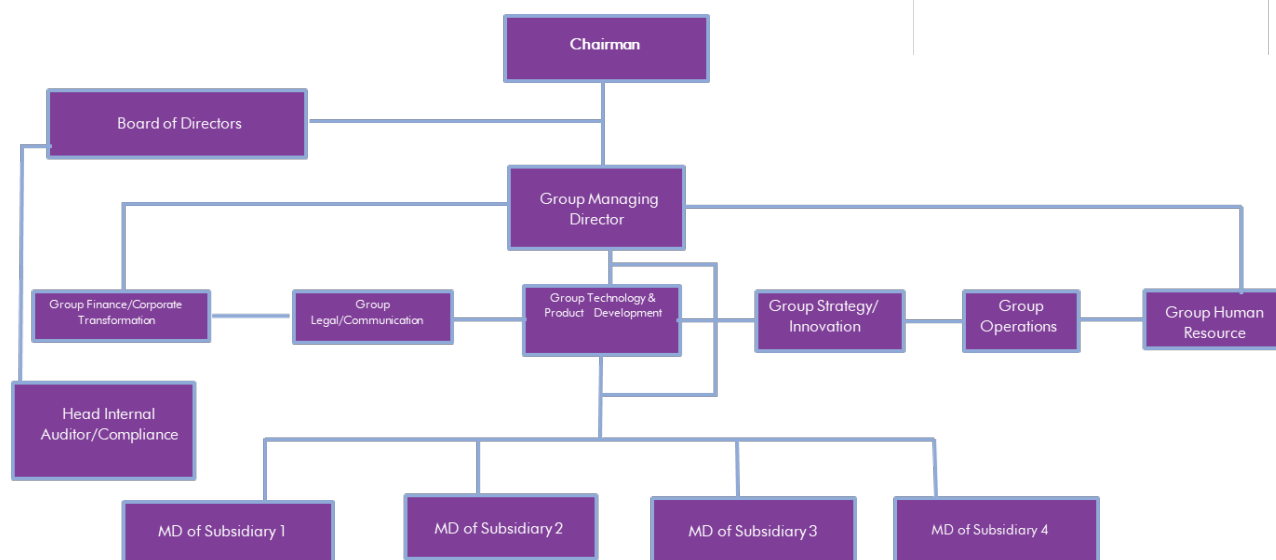 Chairman
Board of Directors
Group Managing
Director
Group Finance/Corporate
Transformation
Group
Legal/Communication
Group Technology &
Product Development
Group Strategy/
Innovation
Group
Operations
Group Human
Resource
Head Internal
Auditor/Compliance
MD of Subsidiary 1
MD of Subsidiary 2
MD of Subsidiary 3
MD of Subsidiary 4